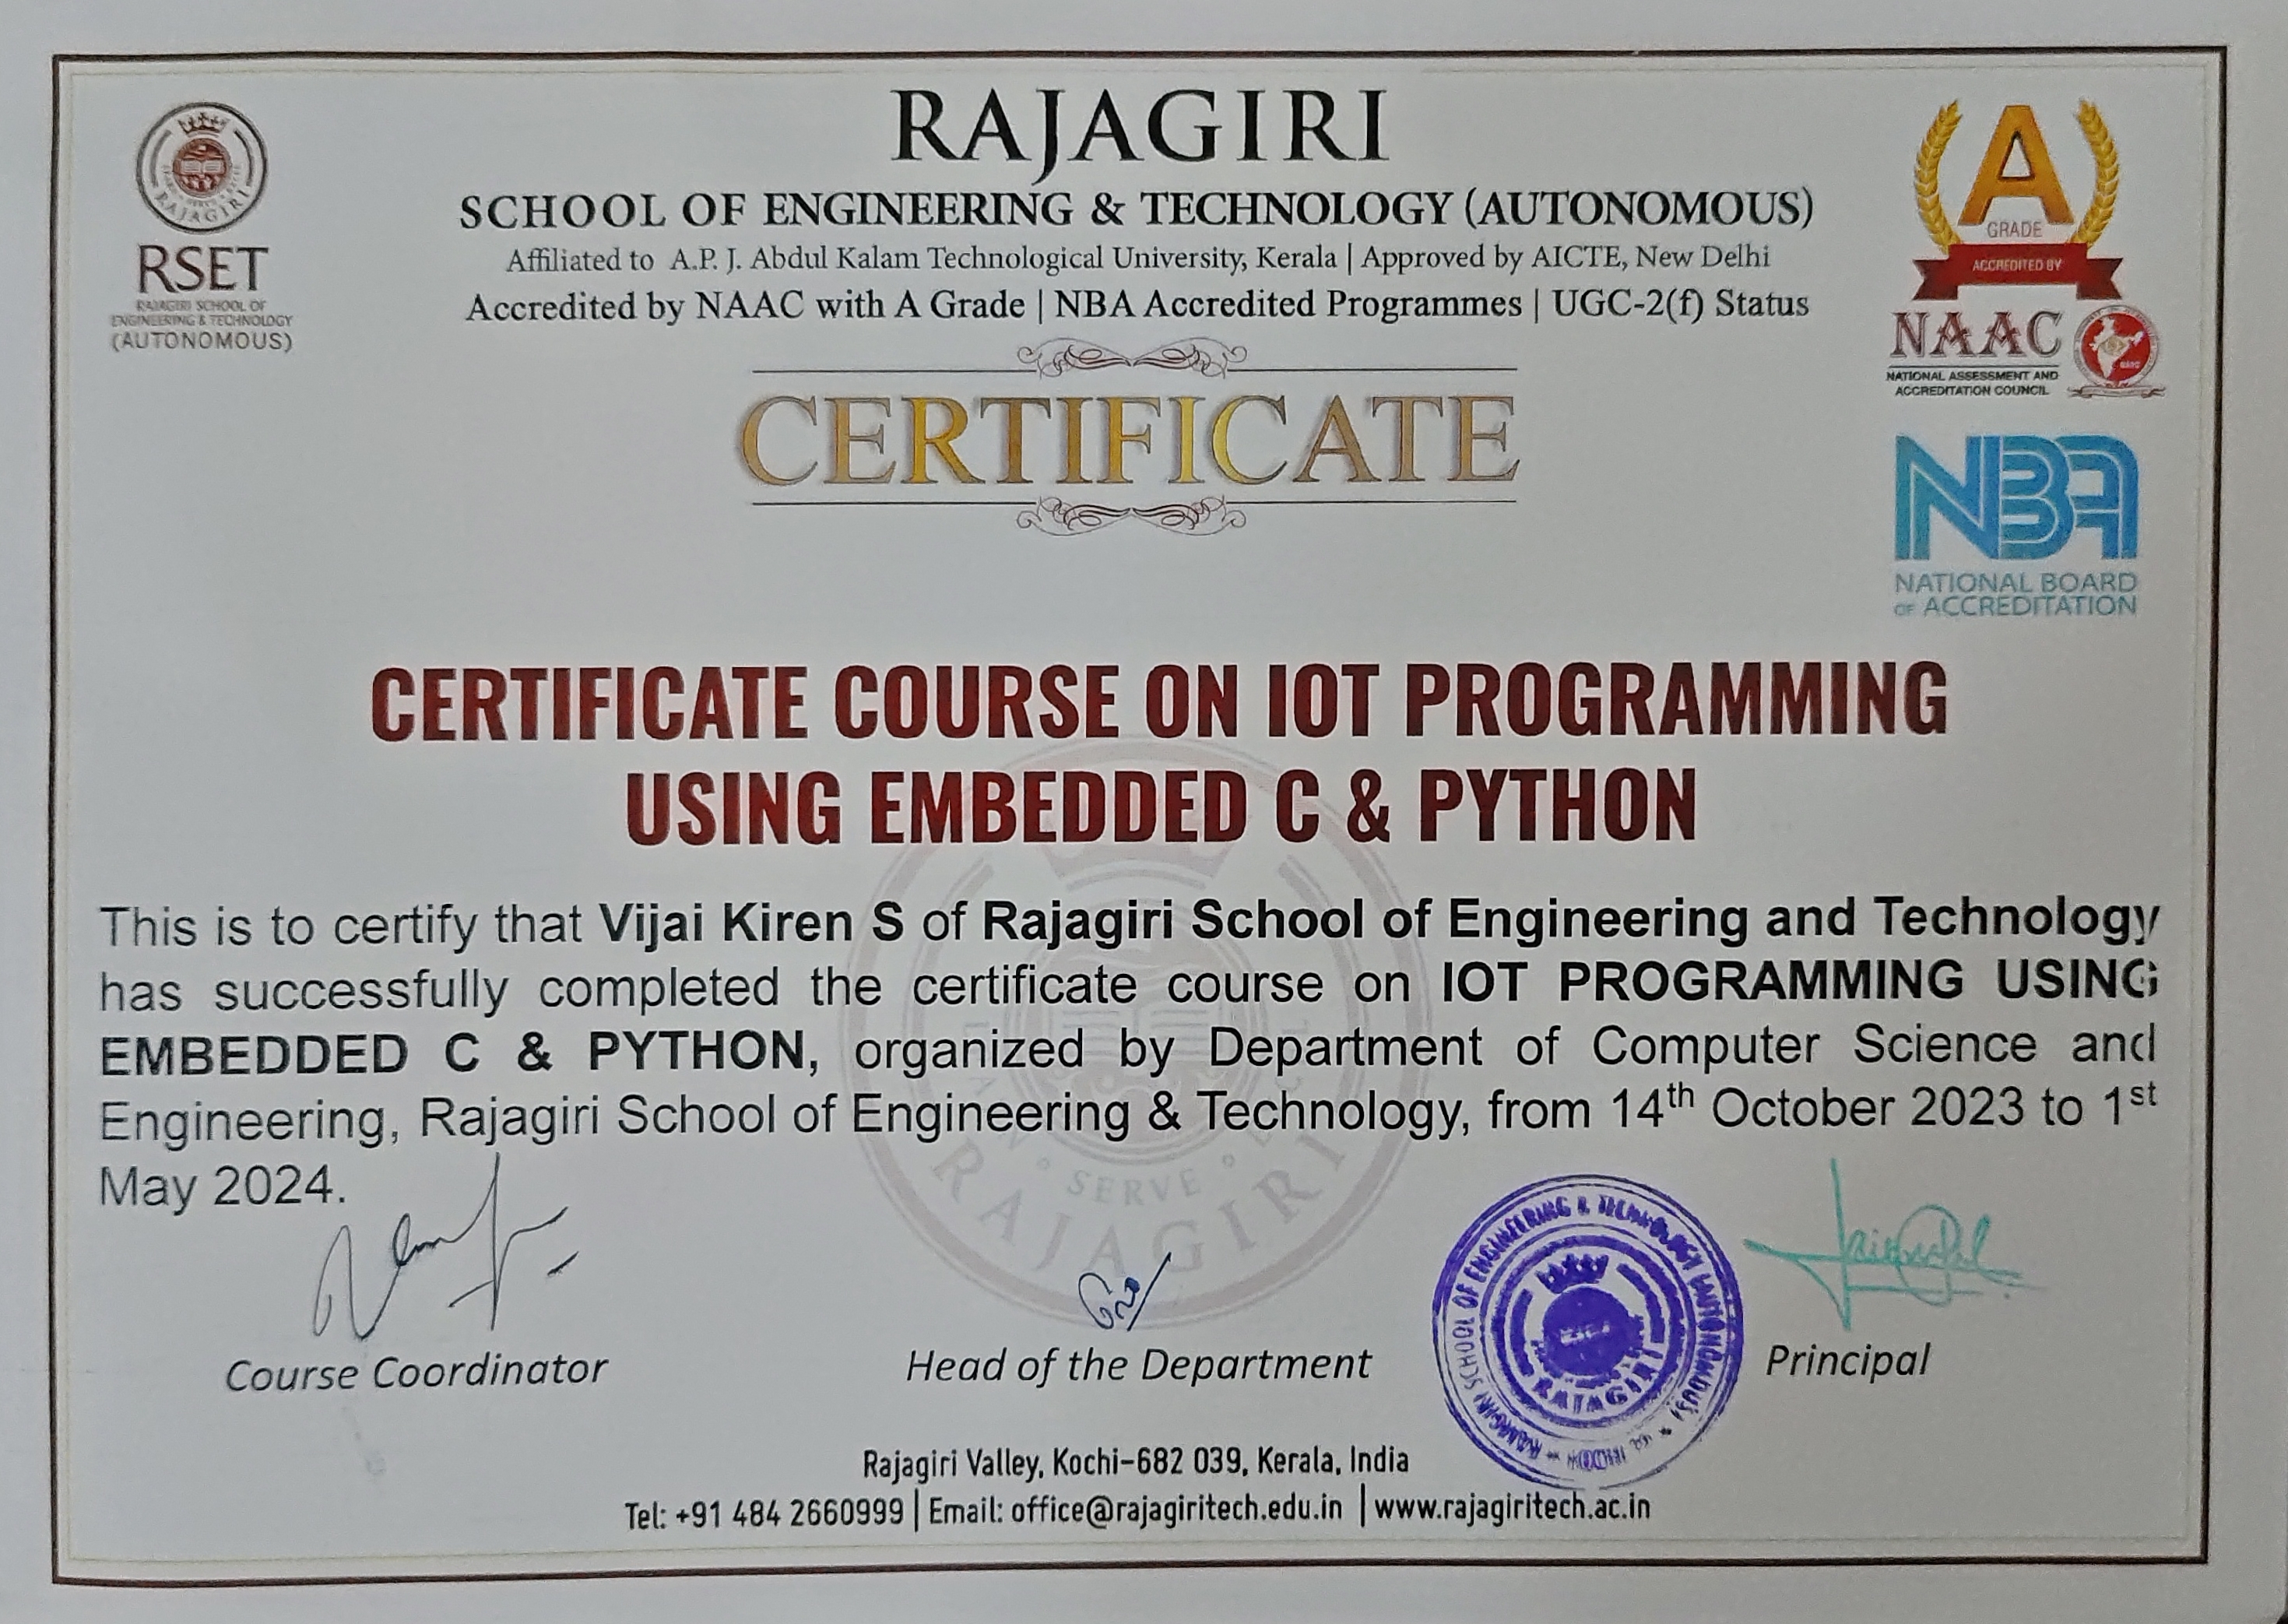 RAJAGIRI
SCHOOL OF ENGINEERING & TECHNOLOGY (AUTONOMOUS)
Affiliated to A.P. J. Abdul Kalam Technological University, Kerala | Approved by AICTE, New Delhi
Accredited by NAAC with A Grade | NBA Accredited Programmes | UGC-2(f) Status
RAJAGIRI
RSET
RAJAGIRI SCHOOL OF
ENGINEERING & TECHNOLOGY
(AUTONOMOUS)
A
GRADE
ACCREDITED BY
NAAC
NATIONAL ASSESSMENT AND
ACCREDITATION COUNCIL
NBA
NATIONAL BOARD
OF ACCREDITATION
CERTIFICATE
CERTIFICATE COURSE ON IOT PROGRAMMING
USING EMBEDDED C & PYTHON
This is to certify that Vijai Kiren S of Rajagiri School of Engineering and Technology
has successfully completed the certificate course on IOT PROGRAMMING USING
EMBEDDED C & PYTHON, organized by Department of Computer Science and
Engineering, Rajagiri School of Engineering & Technology, from 14th October 2023 to 1st
May 2024.
SERVE
RAJAGIRI
RAJAGIRI SCHOOL OF ENGINEERING & TECHNOLOGY (AUTONOMOUS)
RAJAGIRI
Course Coordinator
Head of the Department
Principal
Rajagiri Valley, Kochi-682 039, Kerala, India
Tel: +91 484 2660999 | Email: office@rajagiritech.edu.in | www.rajagiritech.ac.in